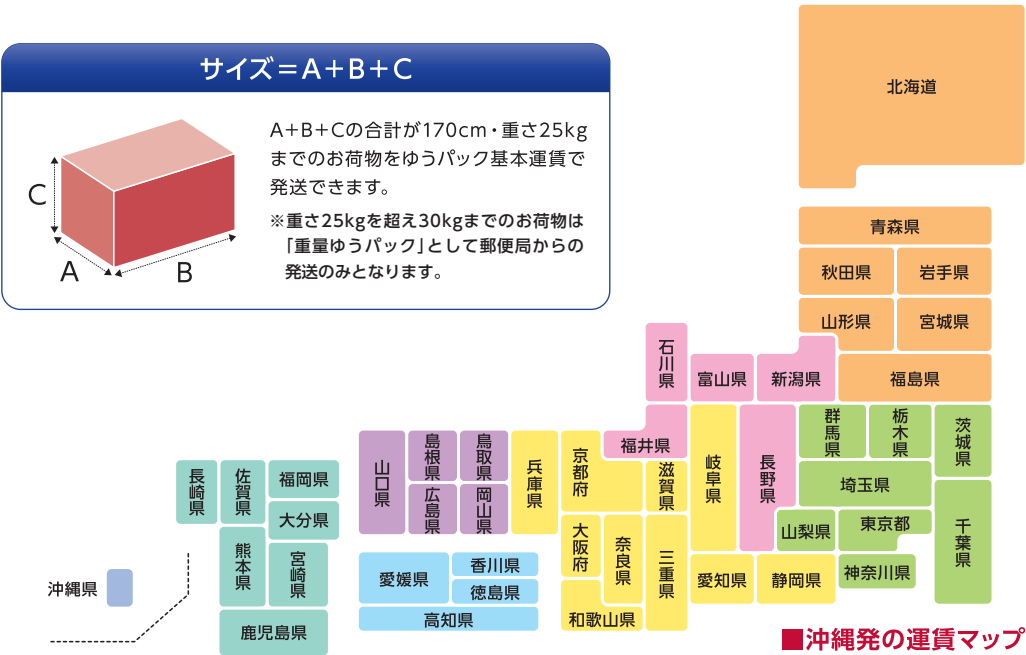 サイズ＝A＋B＋C
A＋B＋Cの合計が170cm・重さ25kg
までのお荷物をゆうパック基本運賃で
発送できます。
※重さ25kgを超え30kgまでのお荷物は
「重量ゆうパック」として郵便局からの
発送のみとなります。
C
A
B
北海道
青森県
秋田県
岩手県
山形県
宮城県
福島県
石川県
富山県
新潟県
福井県
長野県
群馬県
栃木県
茨城県
埼玉県
山梨県
東京都
千葉県
神奈川県
岐阜県
愛知県
静岡県
三重県
滋賀県
京都府
大阪府
奈良県
和歌山県
兵庫県
鳥取県
島根県
岡山県
広島県
山口県
香川県
愛媛県
徳島県
高知県
福岡県
佐賀県
長崎県
大分県
熊本県
宮崎県
鹿児島県
沖縄県
■沖縄発の運賃マップ